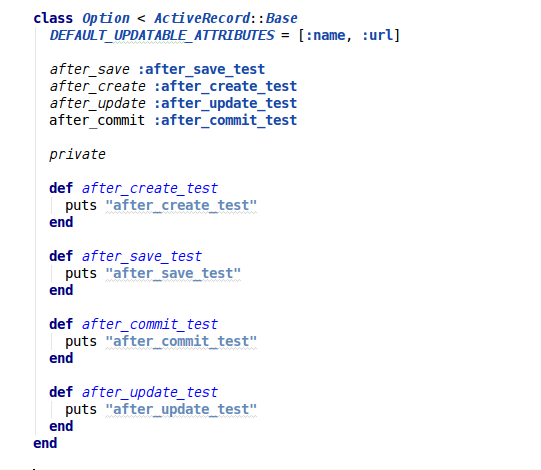 class Option < ActiveRecord::Base
DEFAULT_UPDATABLE_ATTRIBUTES = [:name, :url]
after_save :after_save_test
after_create :after_create_test
after_update :after_update_test
after_commit :after_commit_test
private
def after_create_test
puts "after_create_test"
end
def after_save_test
puts "after_save_test"
end
def after_commit_test
puts "after_commit_test"
end
def after_update_test
puts "after_update_test"
end
end